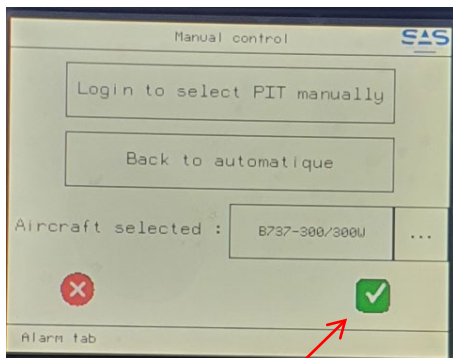 Manual control
SAS
Login to select PIT manually
Back to automatique
Aircraft selected :
B737-300/300W
...
Alarm tab